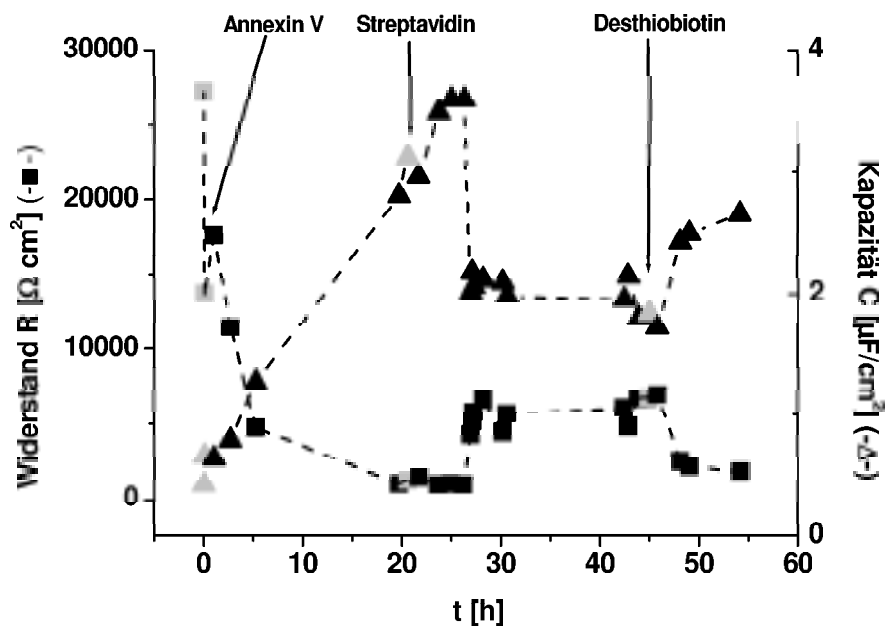 Annexin V
Streptavidin
Desthiobiotin
30000
20000
10000
0
4
2
0
0
10
20
30
40
50
60
Widerstand R [Ω cm²] (-■-)
Kapazität C [µF/cm²] (-Δ-)
t [h]